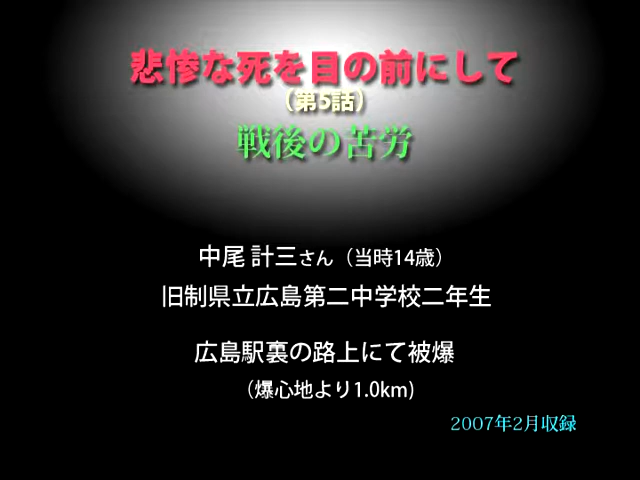 悲惨な死を目の前にして
（第5話）
戦後の苦労
中尾 計三さん（当時14歳）
旧制県立広島第二中学校二年生
広島駅裏の路上にて被爆
（爆心地より1.0km)
2007年2月収録